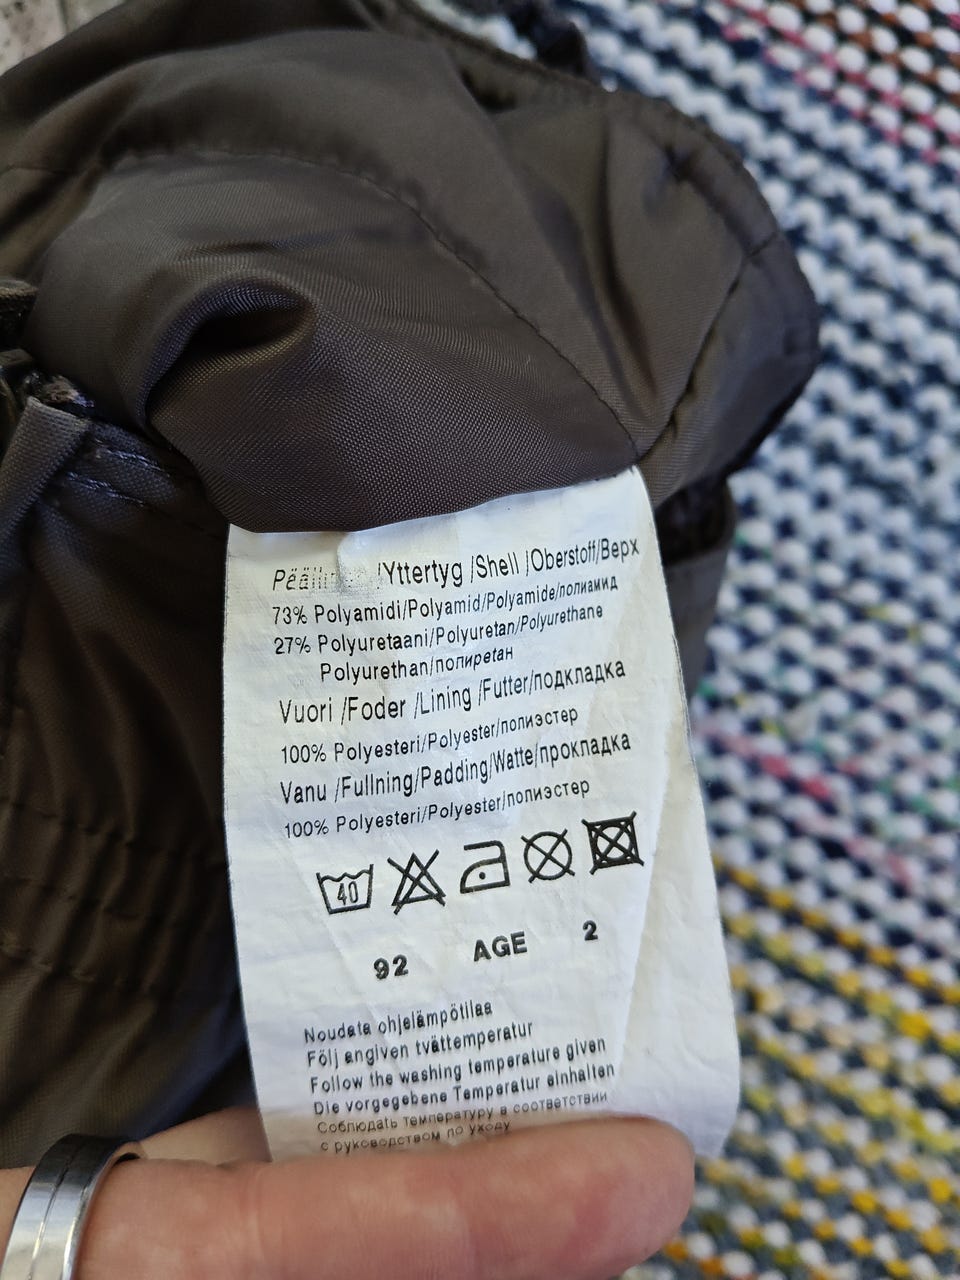 /Yttertyg /Shell /Oberstoff/Верх
73% Polyamidi/Polyamid/Polyamide/полиамид
27% Polyuretaani/Polyuretan/Polyurethane
Polyurethan/полиретан
Vuori /Foder /Lining /Futter/подкладка
100% Polyesteri/Polyester/полиэстер
Vanu /Fullning/Padding/Watte/прокладка
100% Polyesteri/Polyester/полиэстер
40
92 AGE 2
Noudata ohjelämpötilaa
Följ angiven tvättemperatur
Follow the washing temperature given
Die vorgegebene Temperatur einhalten
Соблюдать температуру в соответствии
с руководством по уходу